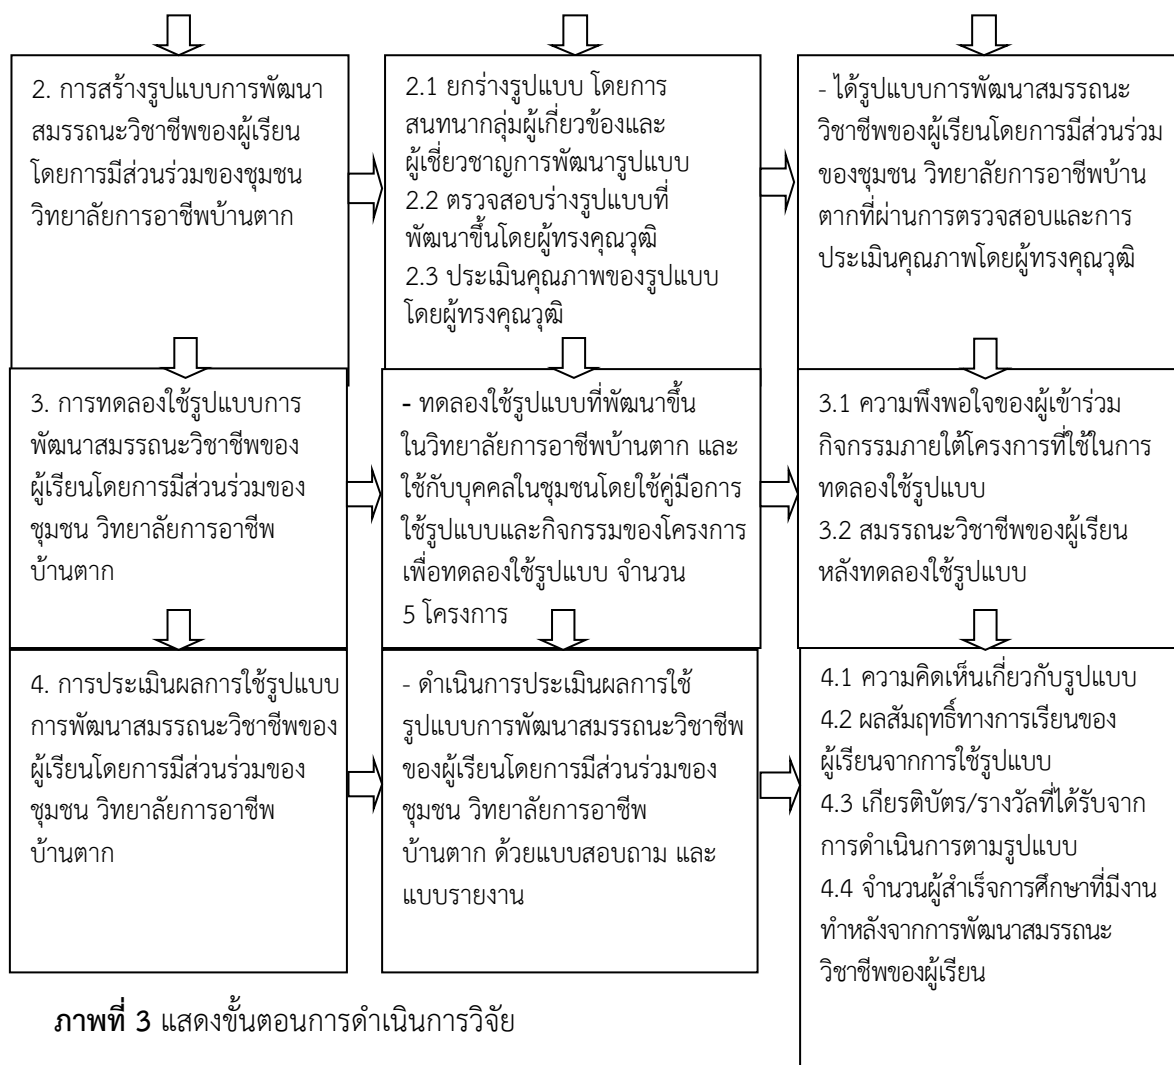 2. การสร้างรูปแบบการพัฒนา
สมรรถนะวิชาชีพของผู้เรียน
โดยการมีส่วนร่วมของชุมชน
วิทยาลัยการอาชีพบ้านตาก
2.1 ยกร่างรูปแบบ โดยการ
สนทนากลุ่มผู้เกี่ยวข้องและ
ผู้เชี่ยวชาญการพัฒนารูปแบบ
2.2 ตรวจสอบร่างรูปแบบที่
พัฒนาขึ้นโดยผู้ทรงคุณวุฒิ
2.3 ประเมินคุณภาพของรูปแบบ
โดยผู้ทรงคุณวุฒิ
- ได้รูปแบบการพัฒนาสมรรถนะ
วิชาชีพของผู้เรียนโดยการมีส่วนร่วม
ของชุมชน วิทยาลัยการอาชีพบ้าน
ตากที่ผ่านการตรวจสอบและการ
ประเมินคุณภาพโดยผู้ทรงคุณวุฒิ
3. การทดลองใช้รูปแบบการ
พัฒนาสมรรถนะวิชาชีพของ
ผู้เรียนโดยการมีส่วนร่วมของ
ชุมชน วิทยาลัยการอาชีพ
บ้านตาก
- ทดลองใช้รูปแบบที่พัฒนาขึ้น
ในวิทยาลัยการอาชีพบ้านตาก และ
ใช้กับบุคคลในชุมชนโดยใช้คู่มือการ
ใช้รูปแบบและกิจกรรมของโครงการ
เพื่อทดลองใช้รูปแบบ จำนวน
5 โครงการ
3.1 ความพึงพอใจของผู้เข้าร่วม
กิจกรรมภายใต้โครงการที่ใช้ในการ
ทดลองใช้รูปแบบ
3.2 สมรรถนะวิชาชีพของผู้เรียน
หลังทดลองใช้รูปแบบ
4. การประเมินผลการใช้รูปแบบ
การพัฒนาสมรรถนะวิชาชีพของ
ผู้เรียนโดยการมีส่วนร่วมของ
ชุมชน วิทยาลัยการอาชีพ
บ้านตาก
- ดำเนินการประเมินผลการใช้
รูปแบบการพัฒนาสมรรถนะวิชาชีพ
ของผู้เรียนโดยการมีส่วนร่วมของ
ชุมชน วิทยาลัยการอาชีพ
บ้านตาก ด้วยแบบสอบถาม และ
แบบรายงาน
4.1 ความคิดเห็นเกี่ยวกับรูปแบบ
4.2 ผลสัมฤทธิ์ทางการเรียนของ
ผู้เรียนจากการใช้รูปแบบ
4.3 เกียรติบัตร/รางวัลที่ได้รับจาก
การดำเนินการตามรูปแบบ
4.4 จำนวนผู้สำเร็จการศึกษาที่มีงาน
ทำหลังจากการพัฒนาสมรรถนะ
วิชาชีพของผู้เรียน
ภาพที่ 3 แสดงขั้นตอนการดำเนินการวิจัย